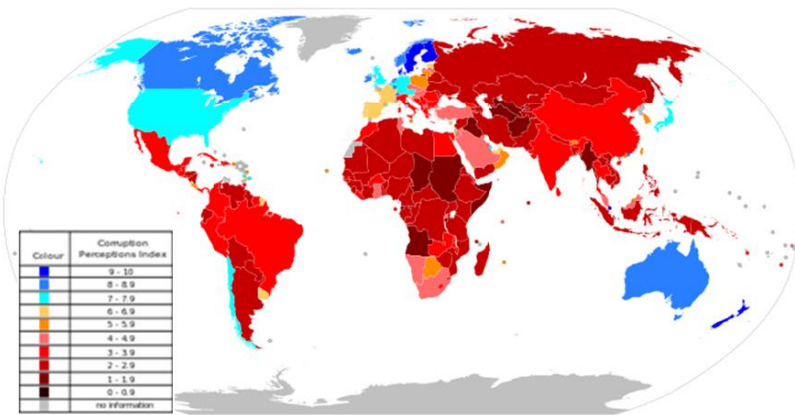 Colour
Corruption
Perceptions Index
9 - 10
8 - 8.9
7 - 7.9
6 - 6.9
5 - 5.9
4 - 4.9
3 - 3.9
2 - 2.9
1 - 1.9
0 - 0.9
no information